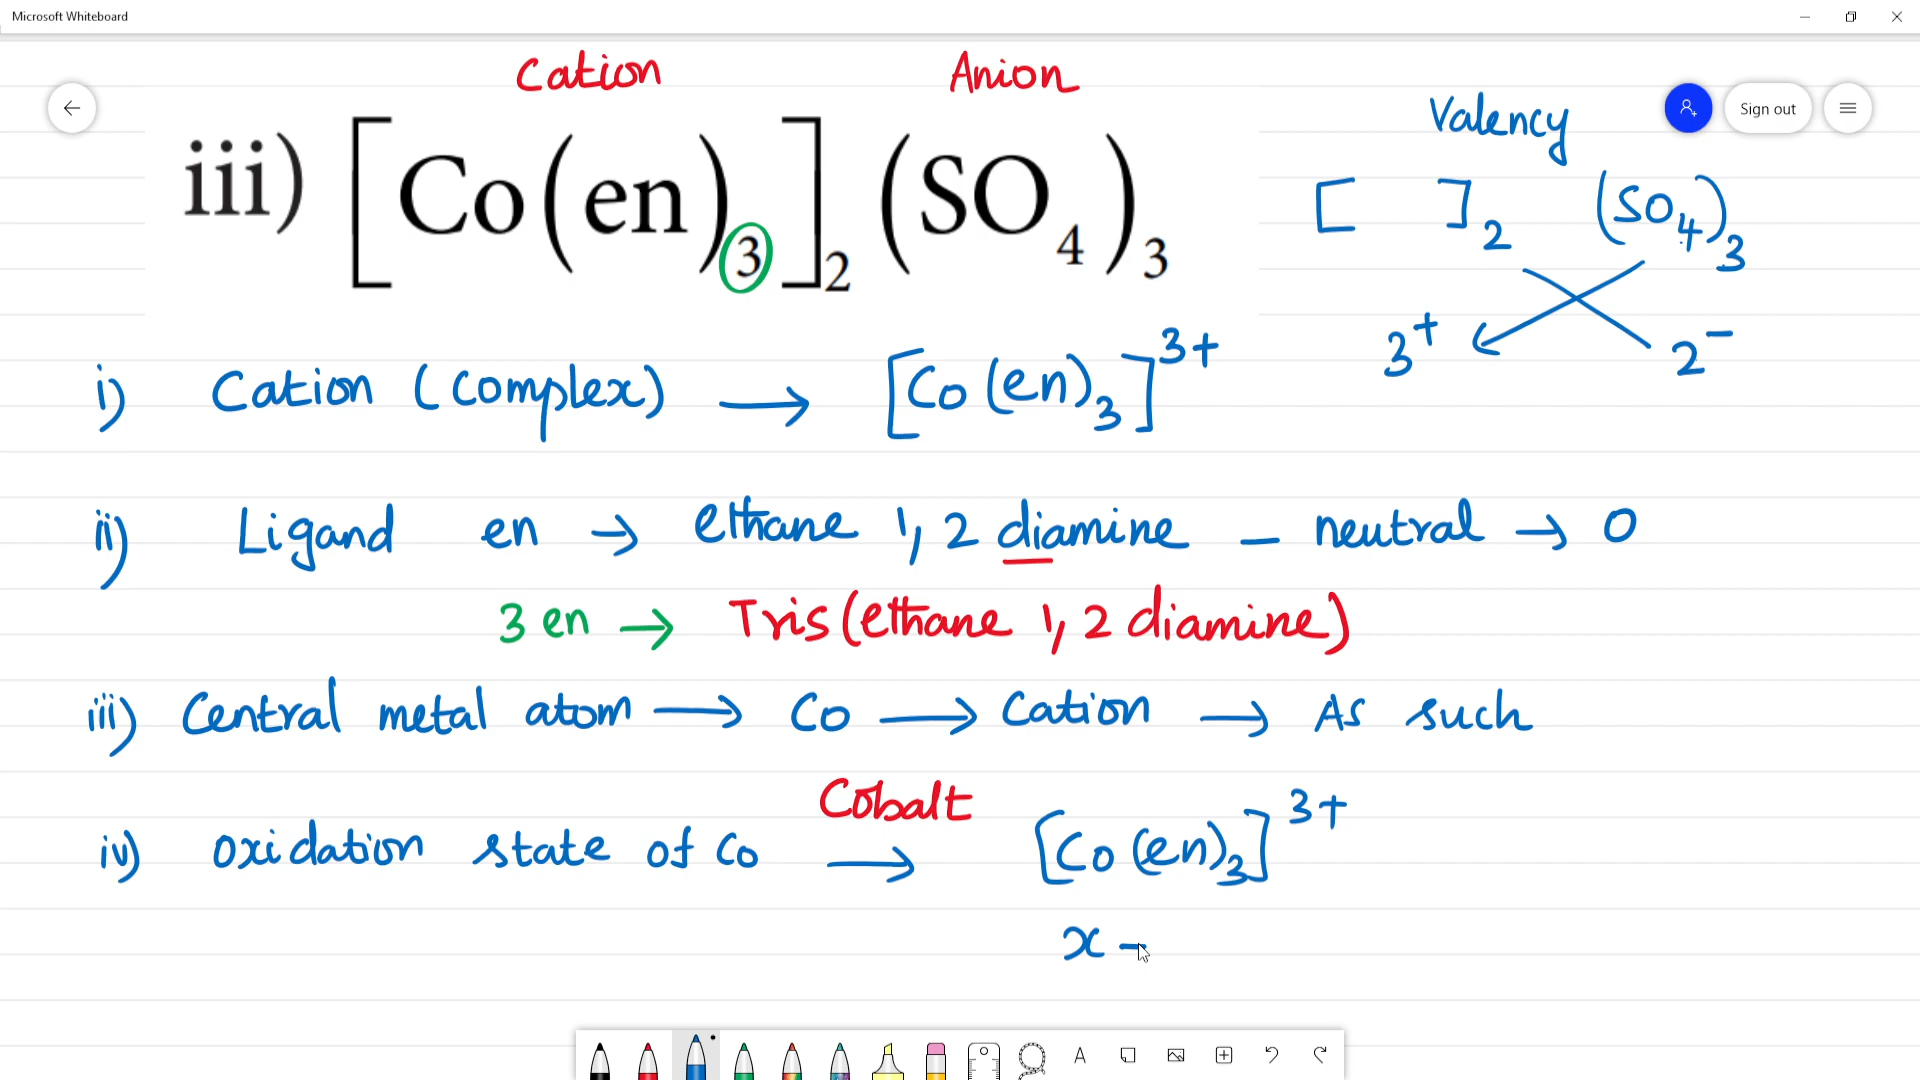 Microsoft Whiteboard
Cation Anion
Sign out
Valency
iii) [Co(en)₃]₂ (SO₄)₃
[ ]₂ (SO₄)₃
3⁺ 2⁻
i) Cation (Complex) → [Co(en)₃]³⁺
ii) Ligand en → ethane 1,2 diamine – neutral → 0
3 en → Tris(ethane 1,2 diamine)
iii) Central metal atom → Co → Cation → As such
Cobalt
iv) oxidation state of Co → [Co(en)₃]³⁺
x -